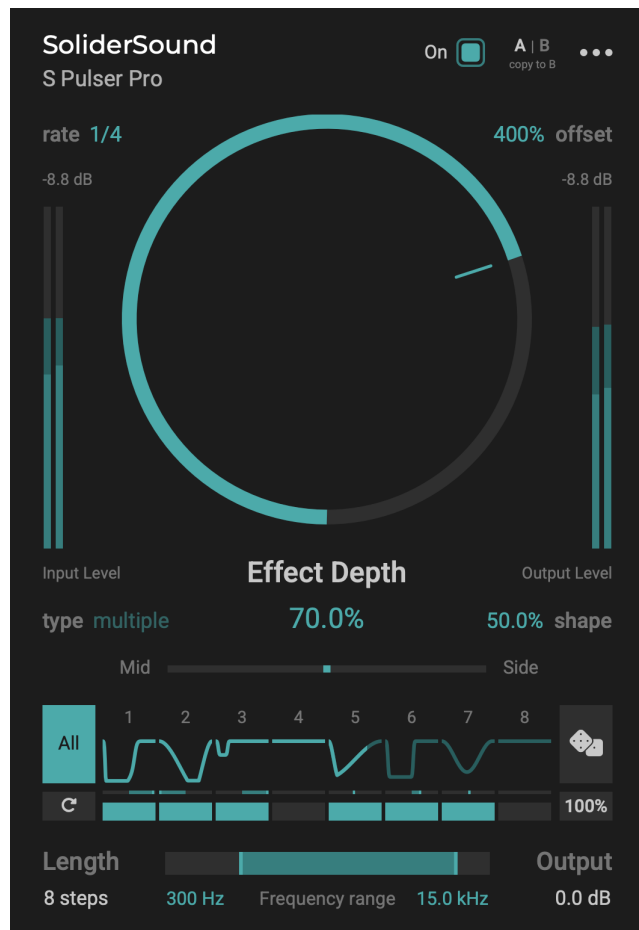 SoliderSound
On
A | B
copy to B
S Pulser Pro
rate 1/4
400% offset
-8.8 dB
-8.8 dB
Input Level
Effect Depth
Output Level
type multiple
70.0%
50.0% shape
Mid
Side
All
1 2 3 4 5 6 7 8
100%
Length
Output
8 steps
300 Hz
Frequency range
15.0 kHz
0.0 dB